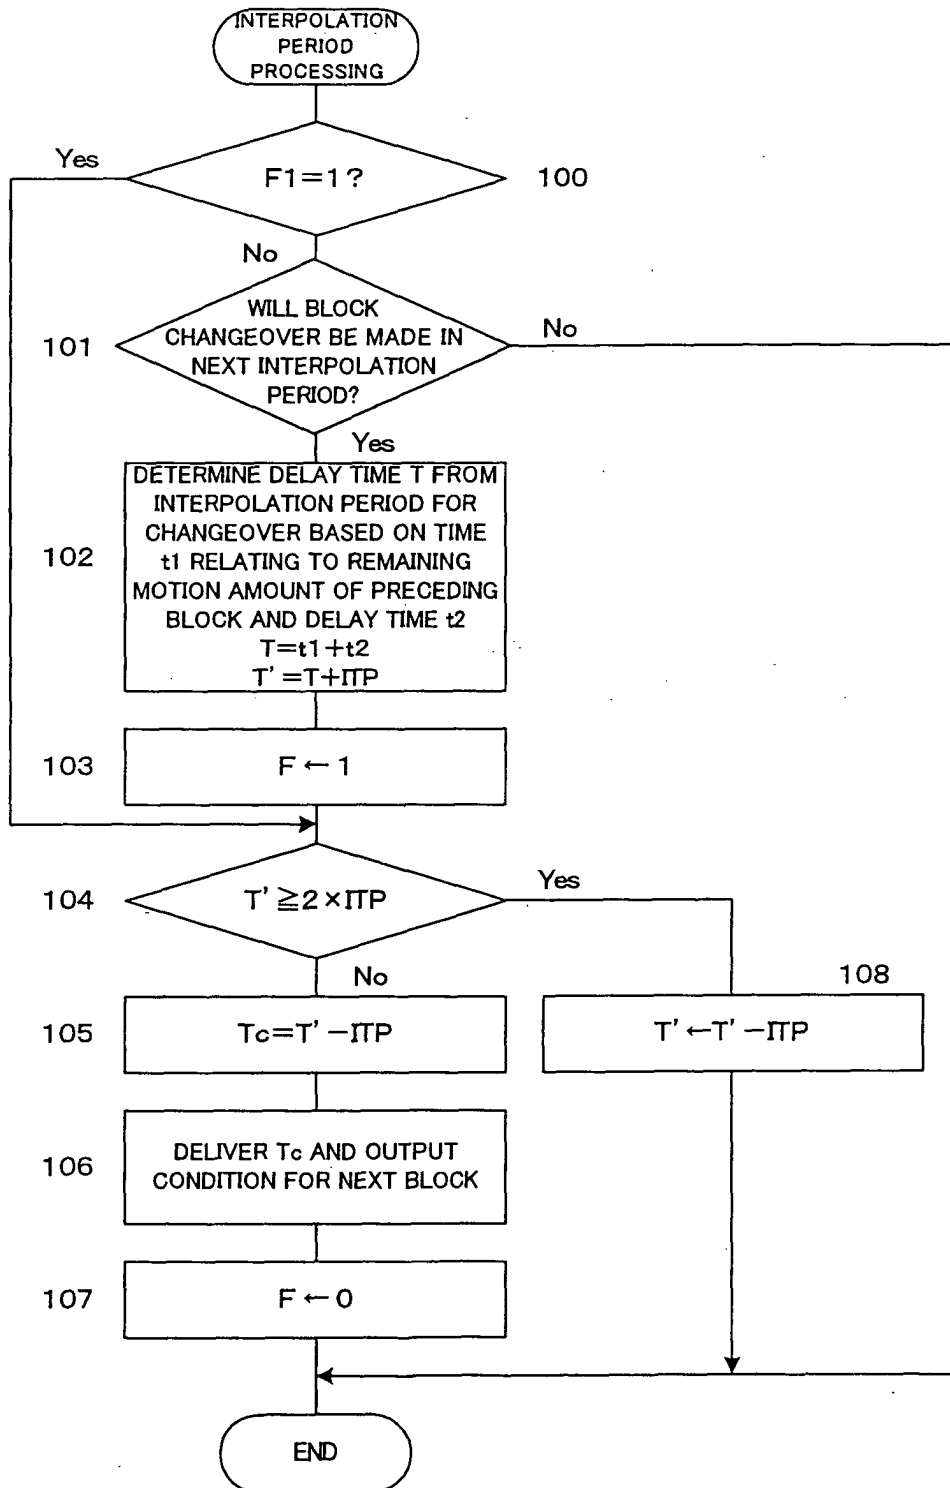 INTERPOLATION
PERIOD
PROCESSING
Yes
F1=1?
100
No
WILL BLOCK
CHANGEOVER BE MADE IN
NEXT INTERPOLATION
PERIOD?
101
No
Yes
DETERMINE DELAY TIME T FROM
INTERPOLATION PERIOD FOR
CHANGEOVER BASED ON TIME
t1 RELATING TO REMAINING
MOTION AMOUNT OF PRECEDING
BLOCK AND DELAY TIME t2
T=t1+t2
T'=T+ITP
102
103
F←1
104
T'≧2×ITP
Yes
No
108
105
Tc=T'-ITP
T'←T'-ITP
106
DELIVER Tc AND OUTPUT
CONDITION FOR NEXT BLOCK
107
F←0
END